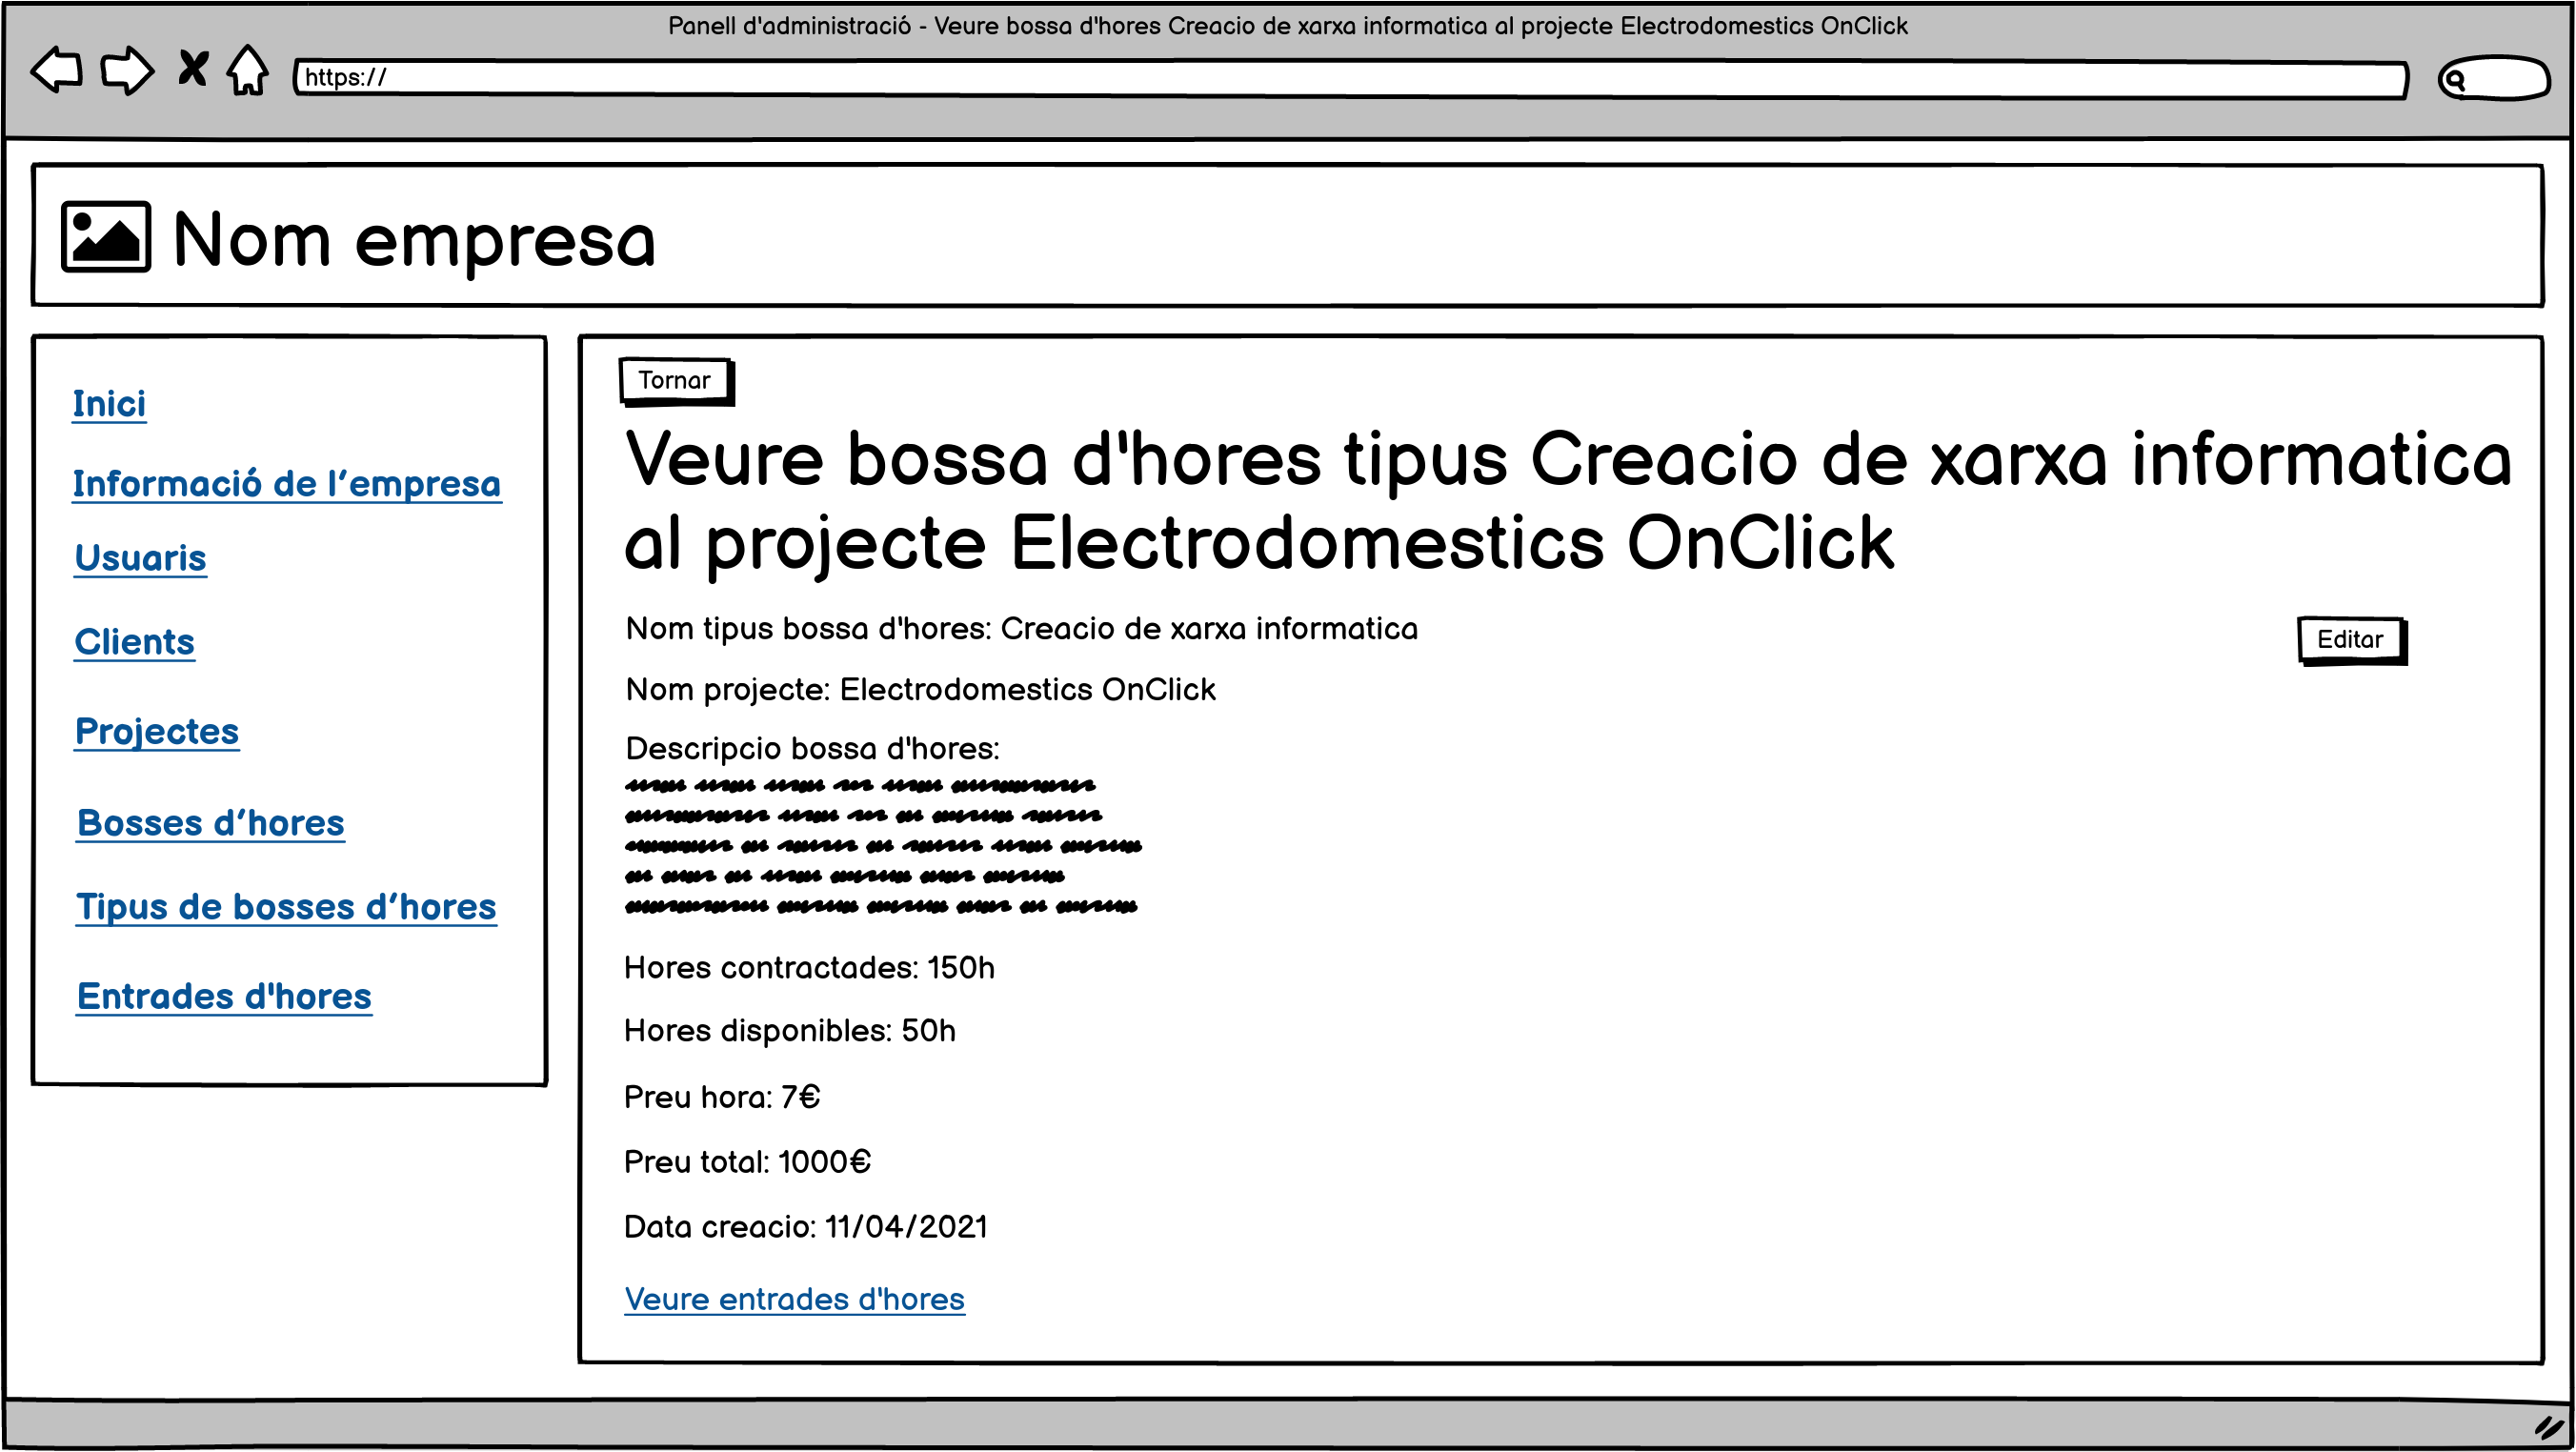 Panell d'administració - Veure bossa d'hores Creacio de xarxa informatica al projecte Electrodomestics OnClick
https://
Nom empresa
Inici
Informació de l’empresa
Usuaris
Clients
Projectes
Bosses d’hores
Tipus de bosses d’hores
Entrades d'hores
Tornar
Veure bossa d'hores tipus Creacio de xarxa informatica
al projecte Electrodomestics OnClick
Nom tipus bossa d'hores: Creacio de xarxa informatica
Editar
Nom projecte: Electrodomestics OnClick
Descripcio bossa d'hores:
Hores contractades: 150h
Hores disponibles: 50h
Preu hora: 7€
Preu total: 1000€
Data creacio: 11/04/2021
Veure entrades d'hores